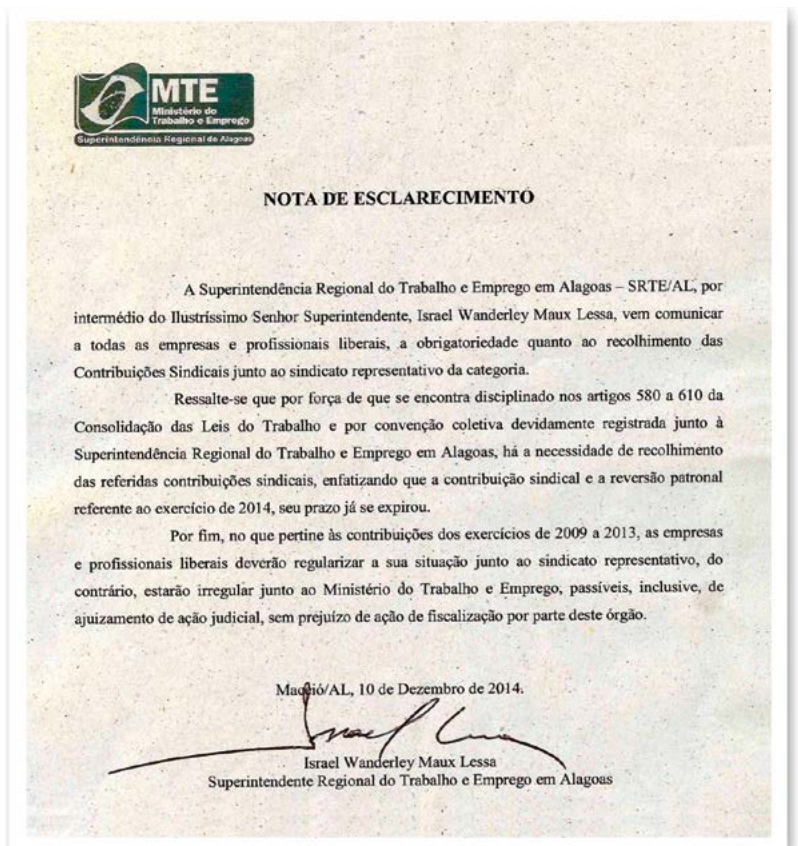 MTE
Ministério do
Trabalho e Emprego
Superintendência Regional de Alagoas
NOTA DE ESCLARECIMENTO
A Superintendência Regional do Trabalho e Emprego em Alagoas – SRTE/AL, por
intermédio do Ilustríssimo Senhor Superintendente, Israel Wanderley Maux Lessa, vem comunicar
a todas as empresas e profissionais liberais, a obrigatoriedade quanto ao recolhimento das
Contribuições Sindicais junto ao sindicato representativo da categoria.
Ressalte-se que por força de que se encontra disciplinado nos artigos 580 a 610 da
Consolidação das Leis do Trabalho e por convenção coletiva devidamente registrada junto à
Superintendência Regional do Trabalho e Emprego em Alagoas, há a necessidade de recolhimento
das referidas contribuições sindicais, enfatizando que a contribuição sindical e a reversão patronal
referente ao exercício de 2014, seu prazo já se expirou.
Por fim, no que pertine às contribuições dos exercícios de 2009 a 2013, as empresas
e profissionais liberais deverão regularizar a sua situação junto ao sindicato representativo, do
contrário, estarão irregular junto ao Ministério do Trabalho e Emprego, passíveis, inclusive, de
ajuizamento de ação judicial, sem prejuízo de ação de fiscalização por parte deste órgão.
Maceió/AL, 10 de Dezembro de 2014.
Israel Wanderley Maux Lessa
Superintendente Regional do Trabalho e Emprego em Alagoas